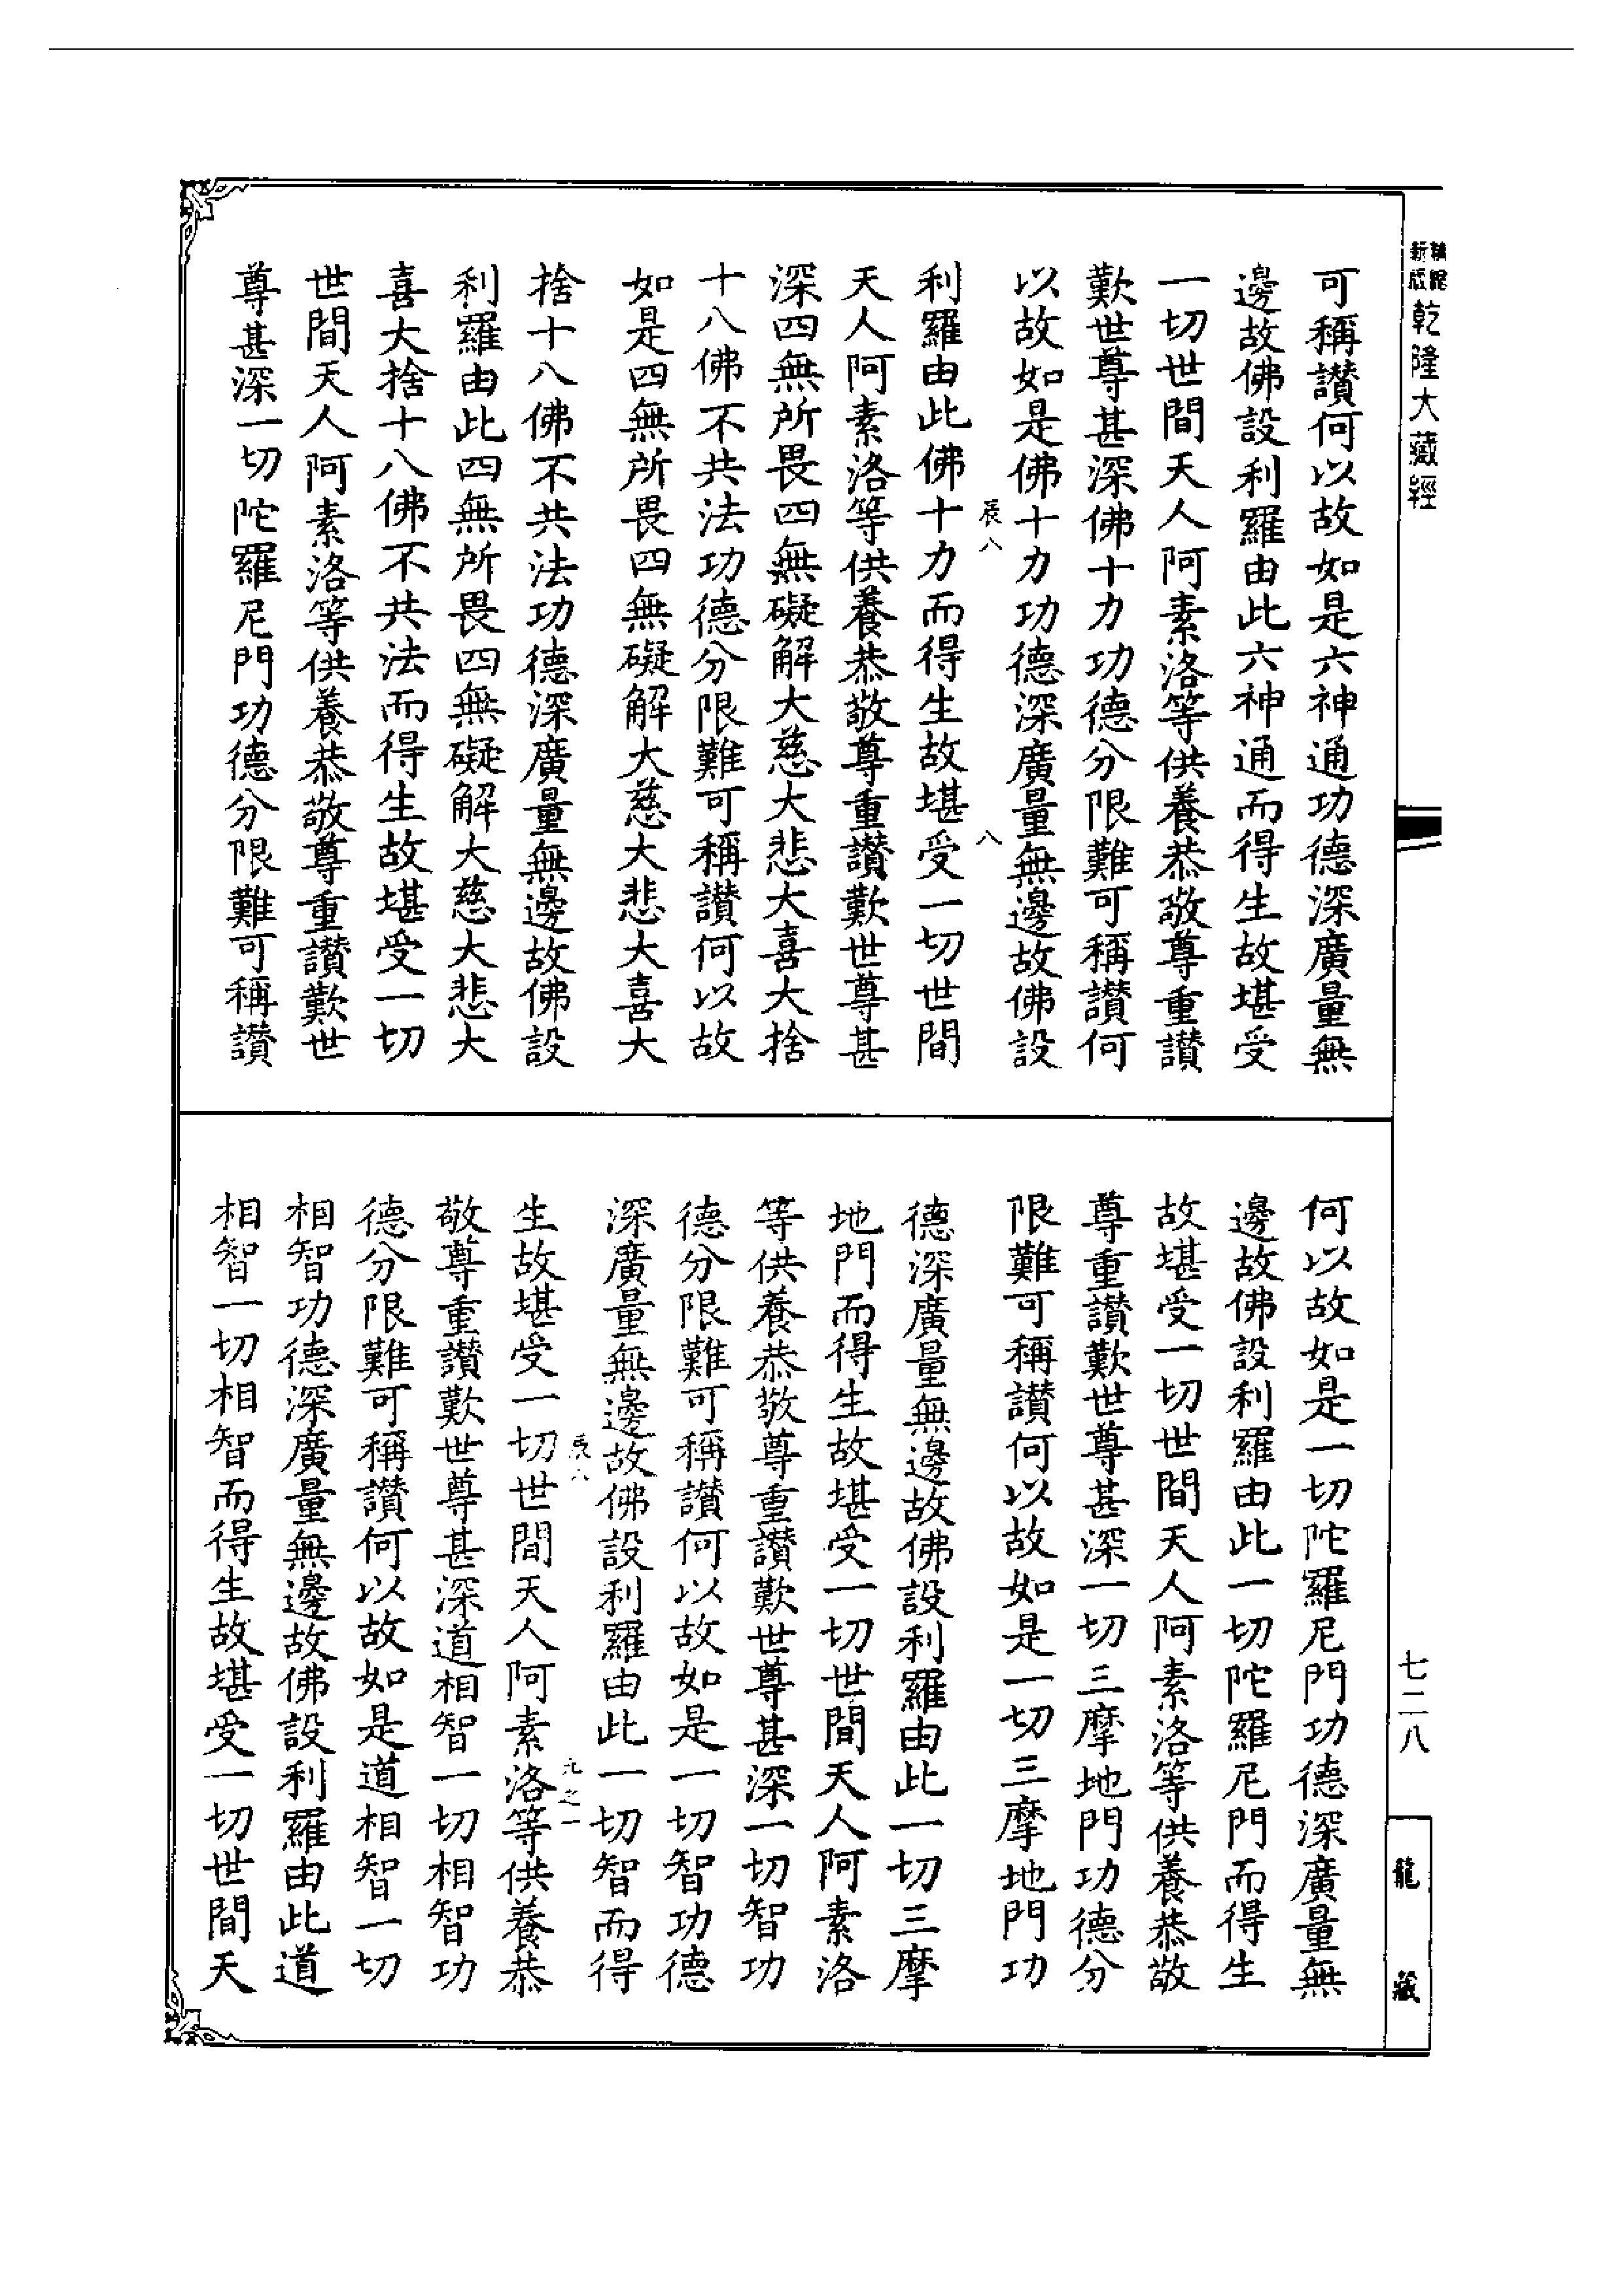 乾隆大藏經
可稱讃何以故如是六神通功德深廣量無
邊故佛設利羅由此六神通而得生故堪受
一切世間天人阿素洛等供養恭敬尊重讃
歎世尊甚深佛十力功德分限難可稱讃何
以故如是佛十力功德深廣量無邊故佛設
辰八 八
利羅由此佛十力而得生故堪受一切世間
天人阿素洛等供養恭敬尊重讃歎世尊甚
深四無所畏四無礙解大慈大悲大喜大捨
十八佛不共法功德分限難可稱讃何以故
如是四無所畏四無礙解大慈大悲大喜大
捨十八佛不共法功德深廣量無邊故佛設
利羅由此四無所畏四無礙解大慈大悲大
喜大捨十八佛不共法而得生故堪受一切
世間天人阿素洛等供養恭敬尊重讃歎世
尊甚深一切陀羅尼門功德分限難可稱讃
何以故如是一切陀羅尼門功德深廣量無
邊故佛設利羅由此一切陀羅尼門而得生
故堪受一切世間天人阿素洛等供養恭敬
尊重讃歎世尊甚深一切三摩地門功德分
限難可稱讃何以故如是一切三摩地門功
德深廣量無邊故佛設利羅由此一切三摩
地門而得生故堪受一切世間天人阿素洛
等供養恭敬尊重讃歎世尊甚深一切智功
德分限難可稱讃何以故如是一切智功德
深廣量無邊故佛設利羅由此一切智而得
辰八 九之一
生故堪受一切世間天人阿素洛等供養恭
敬尊重讃歎世尊甚深道相智一切相智功
德分限難可稱讃何以故如是道相智一切
相智功德深廣量無邊故佛設利羅由此道
相智一切相智而得生故堪受一切世間天
七二八
龍藏